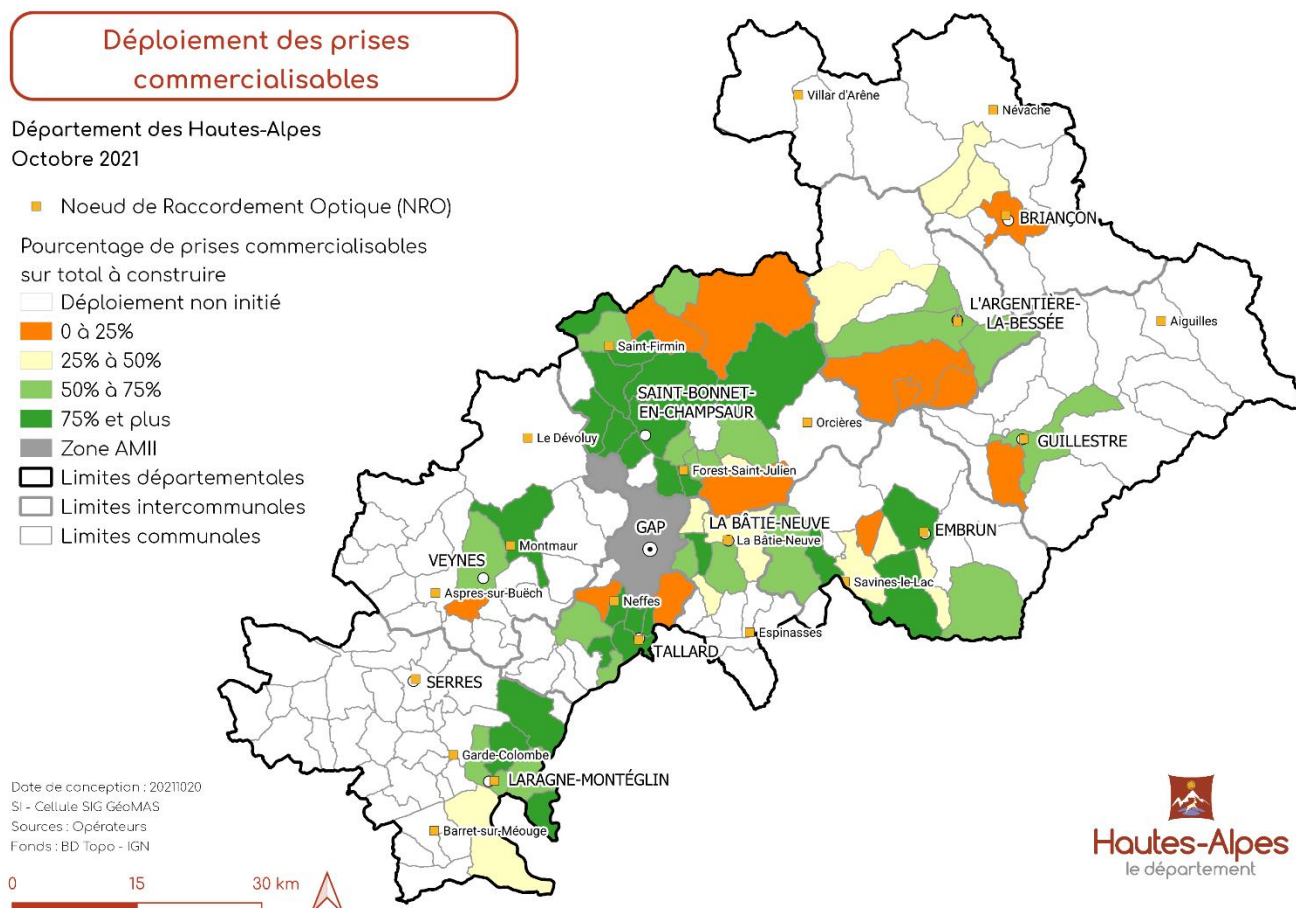 Déploiement des prises
commercialisables
Département des Hautes-Alpes
Octobre 2021
Noeud de Raccordement Optique (NRO)
Pourcentage de prises commercialisables
sur total à construire
Déploiement non initié
0 à 25%
25% à 50%
50% à 75%
75% et plus
Zone AMII
Limites départementales
Limites intercommunales
Limites communales
Villar d'Arêne
Névache
BRIANÇON
L'ARGENTIÈRE-
LA-BESSÉE
Aiguilles
Saint-Firmin
SAINT-BONNET-
EN-CHAMPSAUR
Orcières
Le Dévoluy
GUILLESTRE
Forest-Saint-Julien
GAP
LA BÂTIE-NEUVE
La Bâtie-Neuve
EMBRUN
Montmaur
VEYNES
Savines-le-Lac
Aspres-sur-Buëch
Neffes
Espinasses
TALLARD
SERRES
Garde-Colombe
LARAGNE-MONTÉGLIN
Barret-sur-Méouge
Date de conception : 20211020
SI - Cellule SIG GéoMAS
Sources : Opérateurs
Fonds : BD Topo - IGN
0 15 30 km
Hautes-Alpes
le département